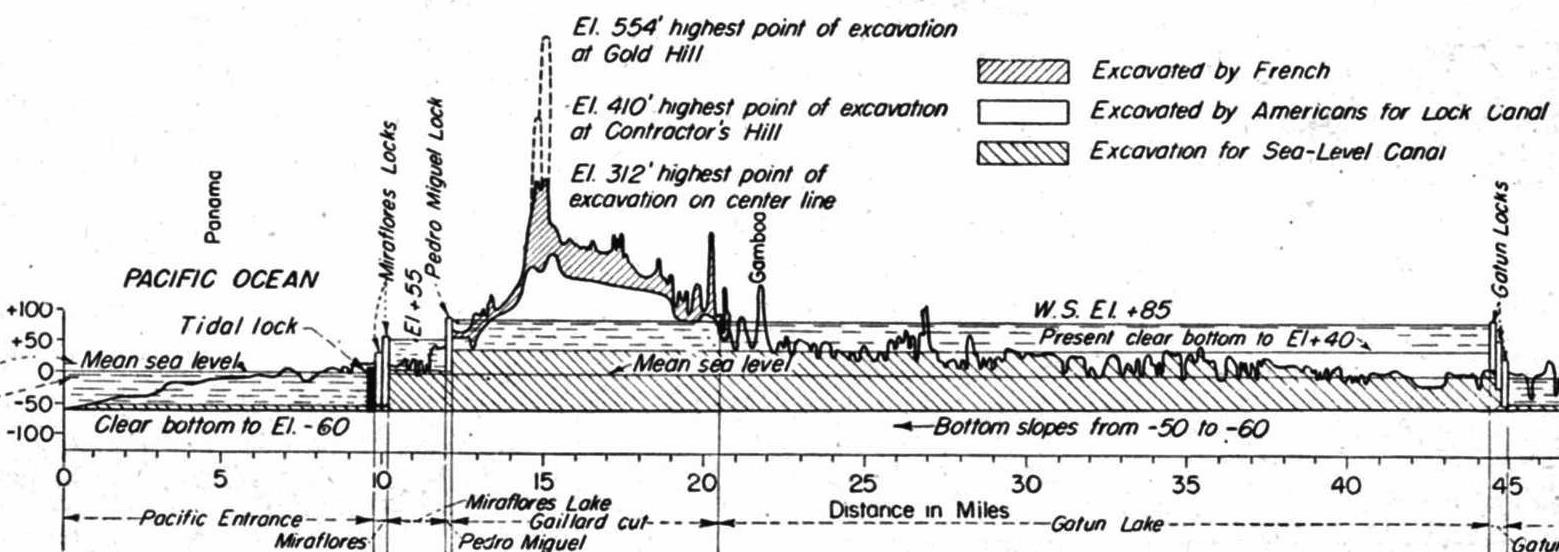 El. 554' highest point of excavation
at Gold Hill
El. 410' highest point of excavation
at Contractor's Hill
El. 312' highest point of
excavation on center line
Excavated by French
Excavated by Americans for Lock Canal
Excavation for Sea-Level Canal
Panama
Miraflores Locks
El +55
Pedro Miguel Lock
Gamboa
Gatun Locks
PACIFIC OCEAN
+100
+50
0
-50
-100
Tidal lock
Mean sea level
Clear bottom to El. -60
W.S. El. +85
Present clear bottom to El+40
Mean sea level
Bottom slopes from -50 to -60
0 5 10 15 20 25 30 35 40 45
Distance in Miles
Pacific Entrance
Miraflores Lake
Gaillard cut
Gatun Lake
Miraflores
Pedro Miguel
Gatun